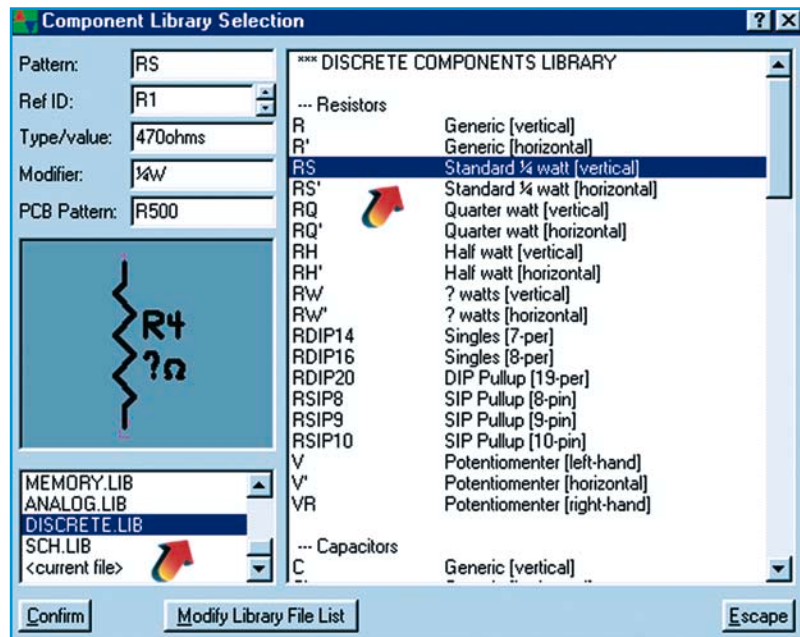 Component Library Selection
Pattern: RS
Ref ID: R1
Type/value: 470ohms
Modifier: ¼W
PCB Pattern: R500
R4
?Ω
MEMORY.LIB
ANALOG.LIB
DISCRETE.LIB
SCH.LIB
<current file>
*** DISCRETE COMPONENTS LIBRARY
--- Resistors
R Generic [vertical]
R' Generic [horizontal]
RS Standard ¼ watt [vertical]
RS' Standard ¼ watt [horizontal]
RQ Quarter watt [vertical]
RQ' Quarter watt [horizontal]
RH Half watt [vertical]
RH' Half watt [horizontal]
RW ? watts [vertical]
RW' ? watts [horizontal]
RDIP14 Singles [7-per]
RDIP16 Singles [8-per]
RDIP20 DIP Pullup [19-per]
RSIP8 SIP Pullup [8-pin]
RSIP9 SIP Pullup [9-pin]
RSIP10 SIP Pullup [10-pin]
V Potentiomenter [left-hand]
V' Potentiomenter [horizontal]
VR Potentiomenter [right-hand]
--- Capacitors
C Generic [vertical]
Confirm Modify Library File List Escape